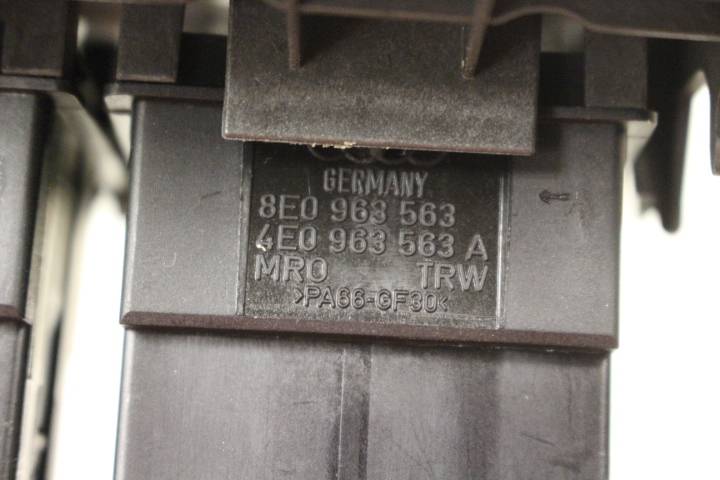 GERMANY
8E0 963 563
4E0 963 563 A
MRO TRW
>PA66-GF30<